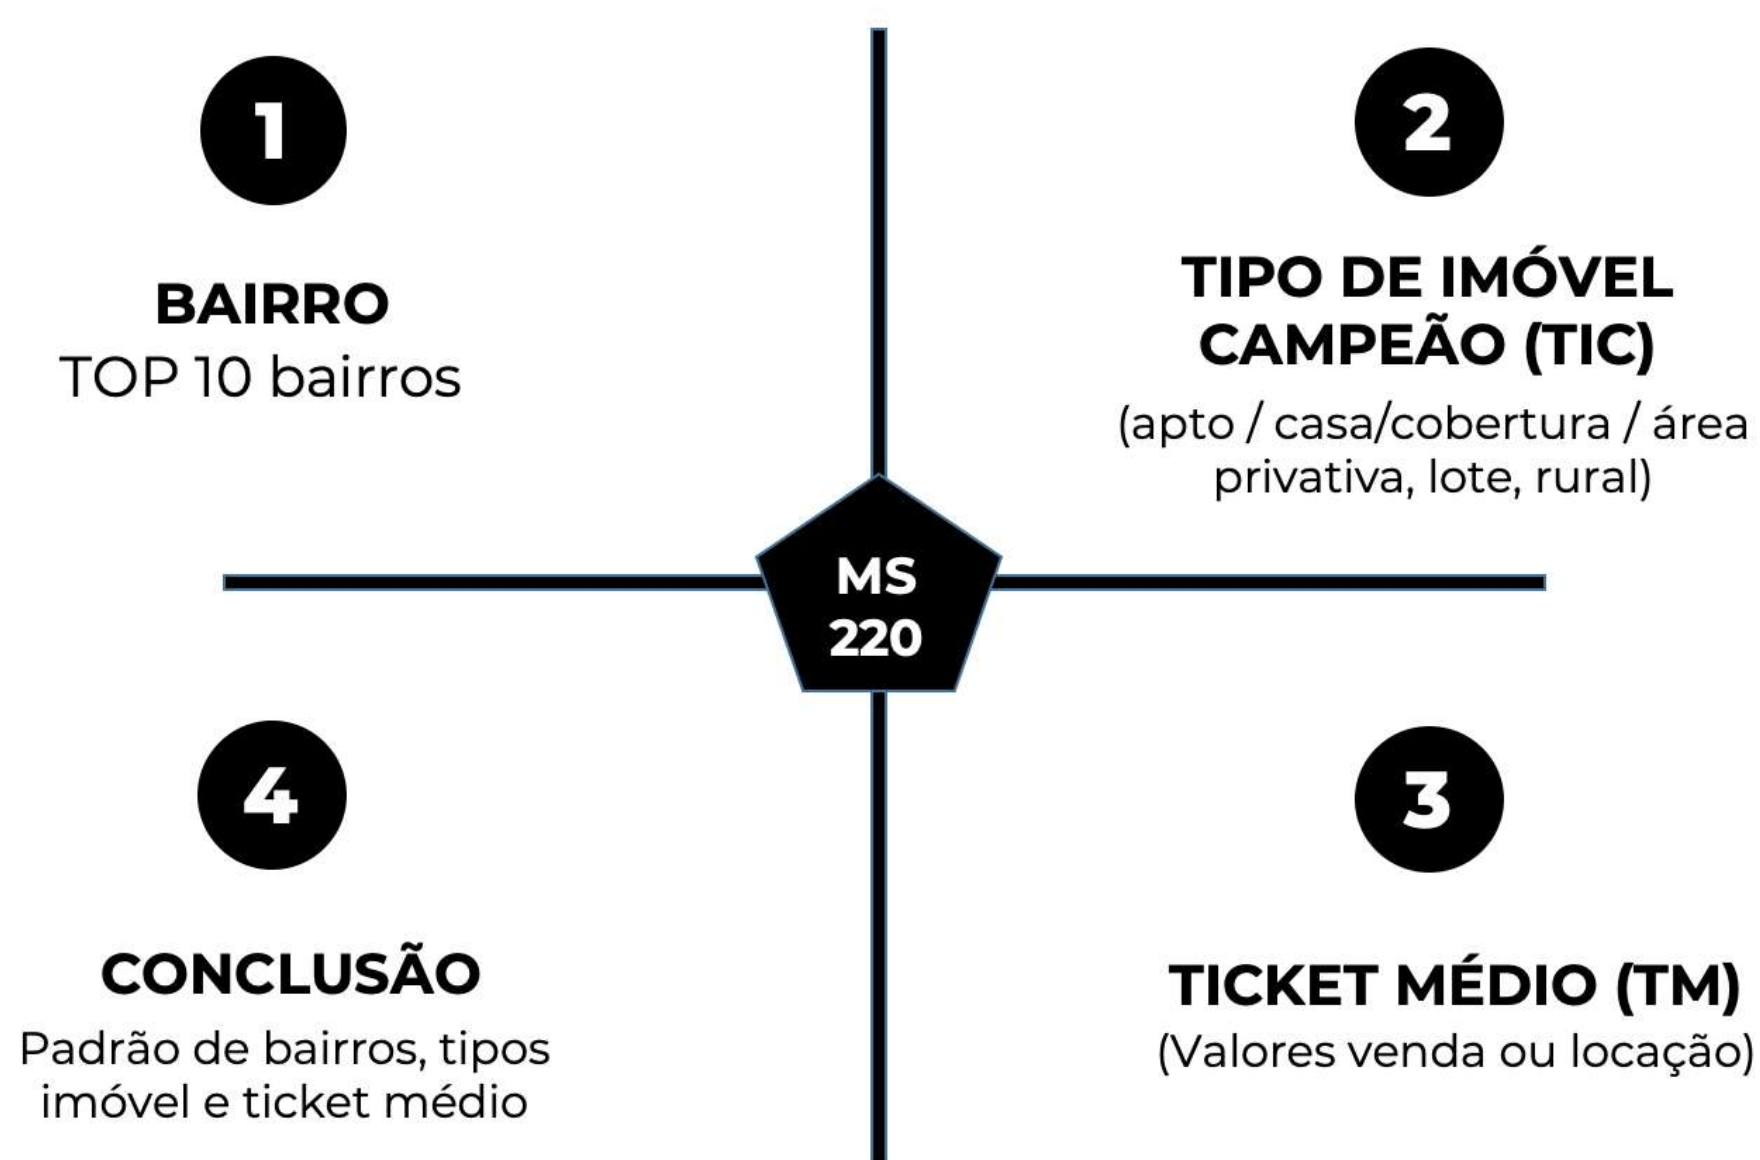 1
BAIRRO
TOP 10 bairros
2
TIPO DE IMÓVEL
CAMPEÃO (TIC)
(apto / casa/cobertura / área
privativa, lote, rural)
MS
220
3
TICKET MÉDIO (TM)
(Valores venda ou locação)
4
CONCLUSÃO
Padrão de bairros, tipos
imóvel e ticket médio